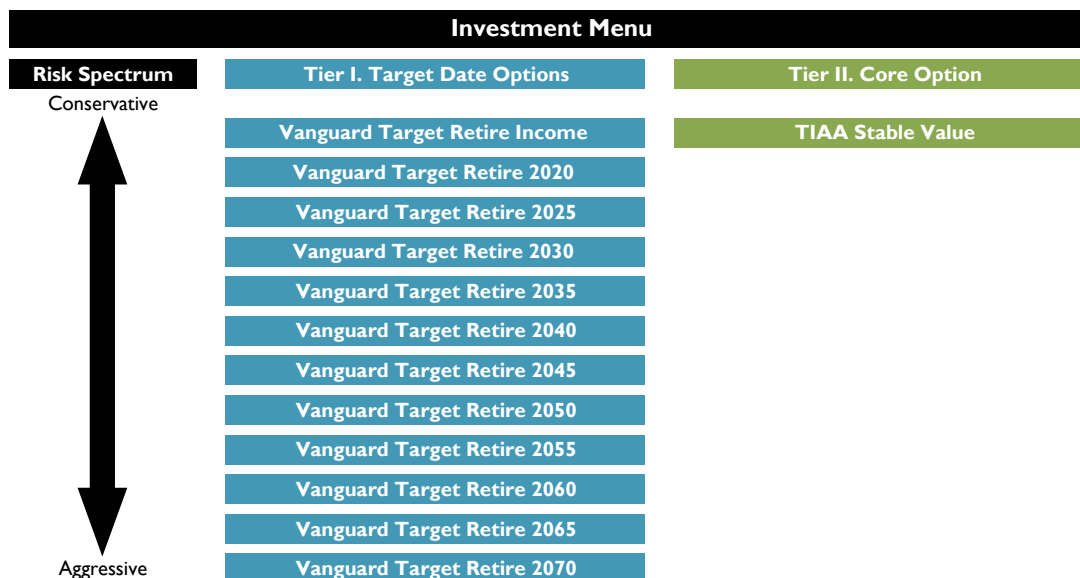 Investment Menu
Risk Spectrum
Tier I. Target Date Options
Tier II. Core Option
Conservative
Vanguard Target Retire Income
TIAA Stable Value
Vanguard Target Retire 2020
Vanguard Target Retire 2025
Vanguard Target Retire 2030
Vanguard Target Retire 2035
Vanguard Target Retire 2040
Vanguard Target Retire 2045
Vanguard Target Retire 2050
Vanguard Target Retire 2055
Vanguard Target Retire 2060
Vanguard Target Retire 2065
Aggressive
Vanguard Target Retire 2070